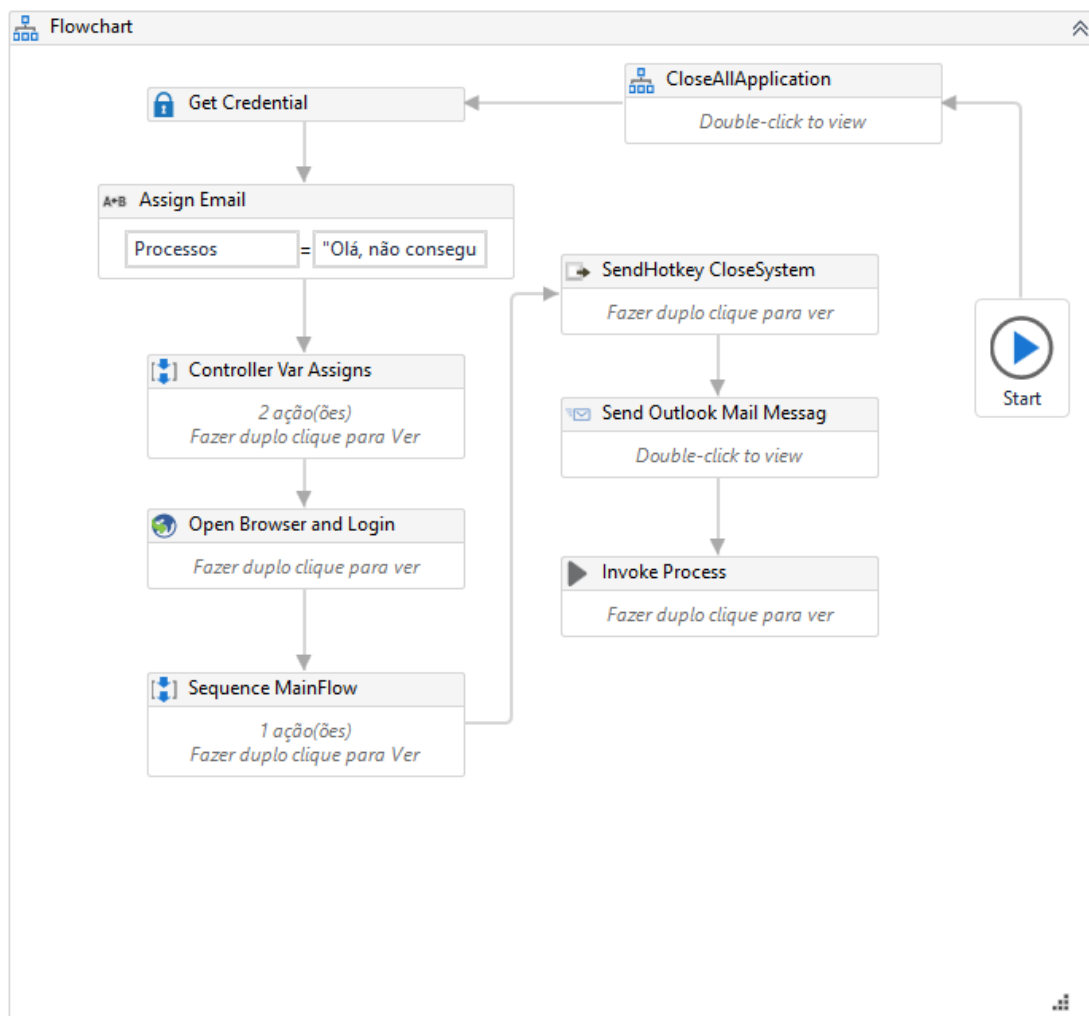 Flowchart
CloseAllApplication
Double-click to view
Get Credential
A+B Assign Email
Processos = "Olá, não consegu
SendHotkey CloseSystem
Fazer duplo clique para ver
Start
Controller Var Assigns
2 ação(ões)
Fazer duplo clique para Ver
Send Outlook Mail Messag
Double-click to view
Open Browser and Login
Fazer duplo clique para ver
Invoke Process
Fazer duplo clique para ver
Sequence MainFlow
1 ação(ões)
Fazer duplo clique para Ver